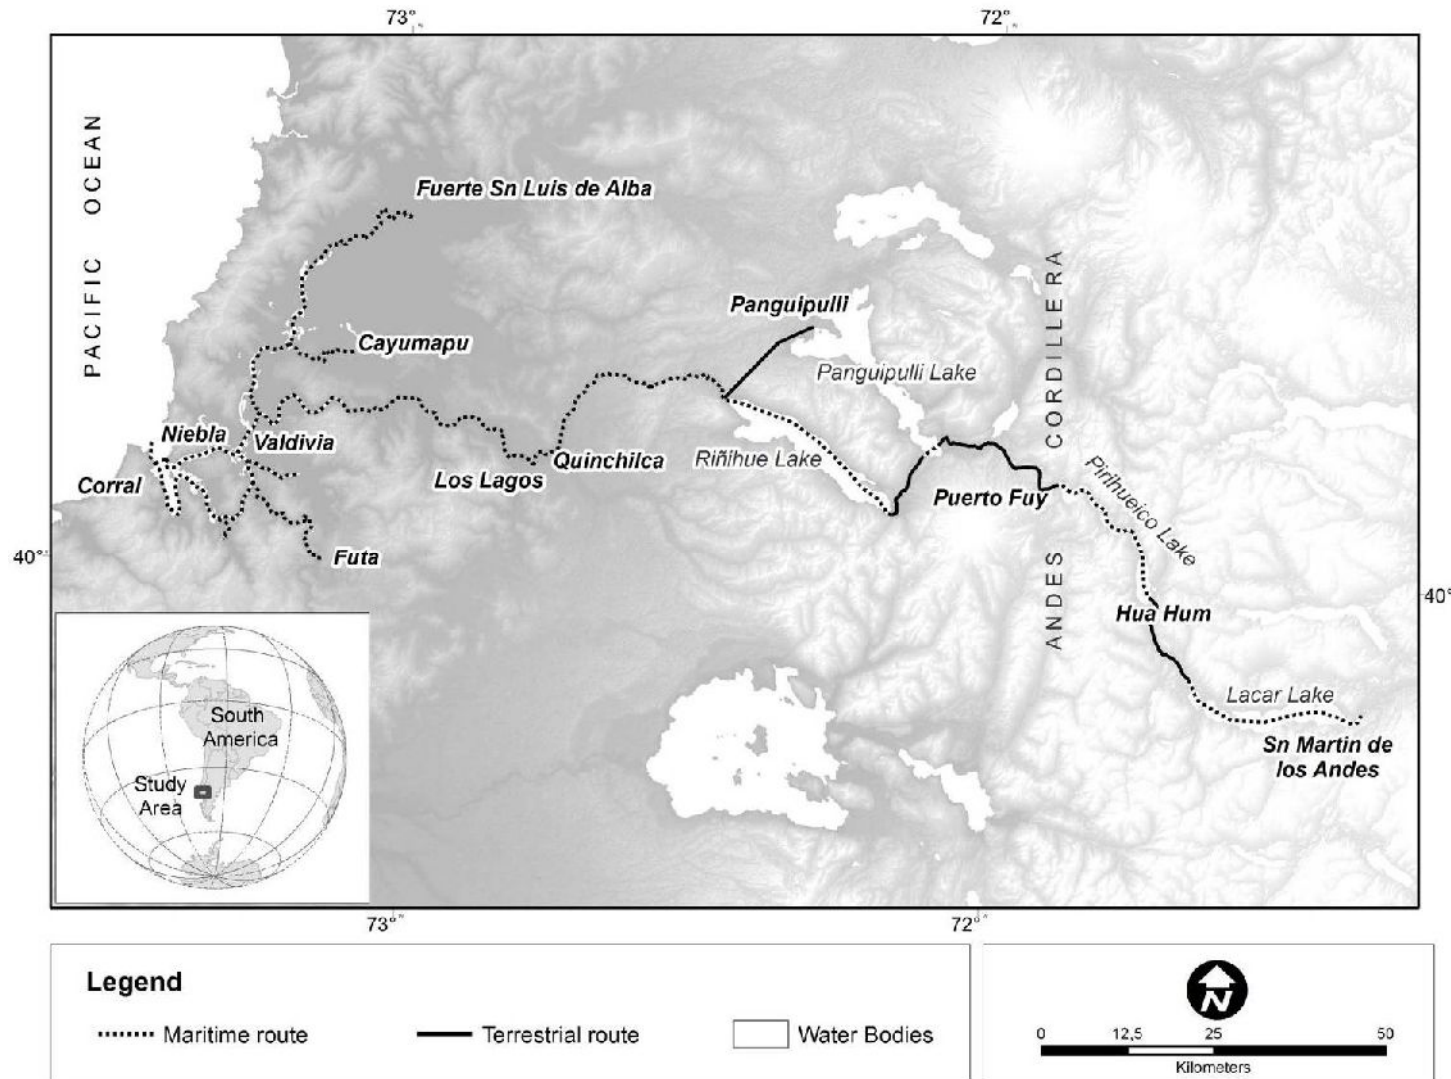 73°
72°
PACIFIC OCEAN
Fuerte Sn Luis de Alba
CORDILLERA
Panguipulli
Cayumapu
Panguipulli Lake
Niebla
Valdivia
Riñihue Lake
Quinchilca
Los Lagos
Corral
Puerto Fuy
Pirihueico Lake
40°
Futa
ANDES
40°
Hua Hum
Lacar Lake
Sn Martin de
los Andes
South
America
Study
Area
73°
72°
Legend
Maritime route
Terrestrial route
Water Bodies
N
0 12,5 25 50
Kilometers